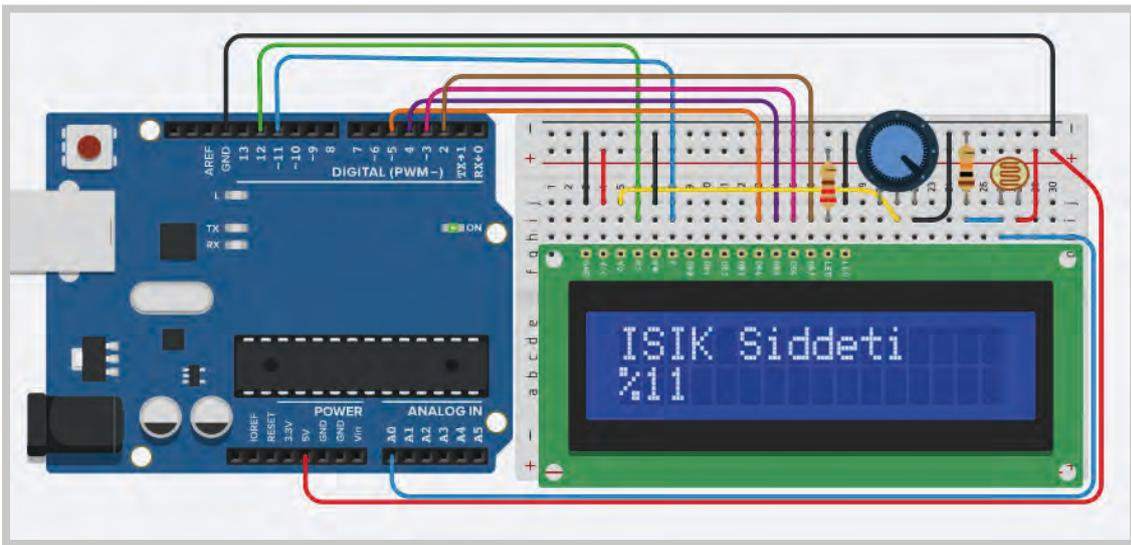 AREF
GND
13
12
~11
~10
~9
8
7
~6
~5
4
~3
2
TX→1
RX←0
DIGITAL (PWM~)
L
TX
RX
ON
IOREF
RESET
3.3V
5V
GND
GND
Vin
POWER
ANALOG IN
A0
A1
A2
A3
A4
A5
ISIK Siddeti
%11